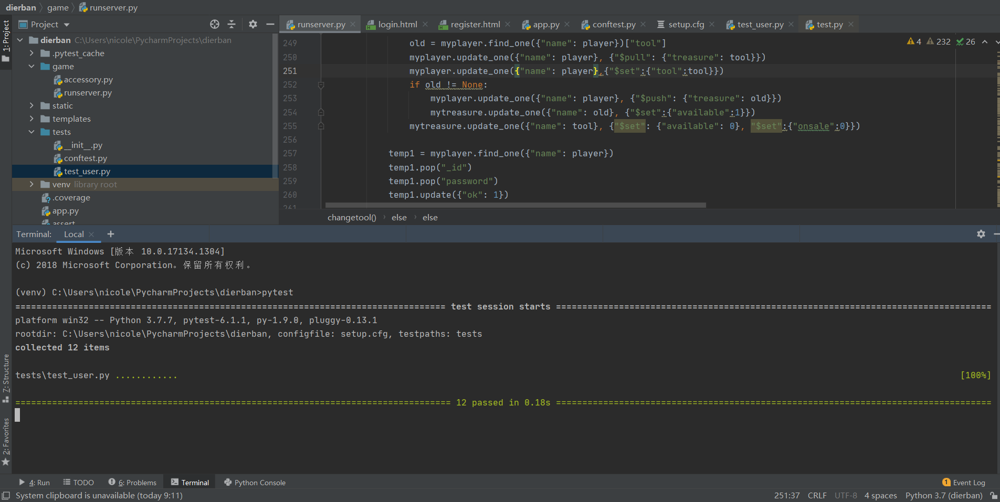 dierban 〉 game 〉 runserver.py
1: Project
Project
runserver.py
login.html
register.html
app.py
conftest.py
setup.cfg
test_user.py
test.py
dierban C:\Users\nicole\PycharmProjects\dierban
.pytest_cache
game
accessory.py
runserver.py
static
templates
tests
__init__.py
conftest.py
test_user.py
venv library root
.coverage
app.py
assert
4 232 26
249 old = myplayer.find_one({"name": player})["tool"]
250 myplayer.update_one({"name": player}, {"$pull": {"treasure": tool}})
251 myplayer.update_one({"name": player},{"$set":{"tool":tool}})
252 if old != None:
253 myplayer.update_one({"name": player}, {"$push": {"treasure": old}})
254 mytreasure.update_one({"name": old}, {"$set":{"available":1}})
255 mytreasure.update_one({"name": tool}, {"$set": {"available": 0}, "$set":{"onsale":0}})
256
257 temp1 = myplayer.find_one({"name": player})
258 temp1.pop("_id")
259 temp1.pop("password")
260 temp1.update({"ok": 1})
261
changetool() › else › else
Terminal: Local +
Microsoft Windows [版本 10.0.17134.1304]
(c) 2018 Microsoft Corporation。保留所有权利。
(venv) C:\Users\nicole\PycharmProjects\dierban>pytest
================================================================================== test session starts ===================================================================================
platform win32 -- Python 3.7.7, pytest-6.1.1, py-1.9.0, pluggy-0.13.1
rootdir: C:\Users\nicole\PycharmProjects\dierban, configfile: setup.cfg, testpaths: tests
collected 12 items
tests\test_user.py ............ [100%]
=================================================================================== 12 passed in 0.18s ===================================================================================
7: Structure
2: Favorites
4: Run
TODO
6: Problems
Terminal
Python Console
1 Event Log
System clipboard is unavailable (today 9:11)
251:37 CRLF UTF-8 4 spaces Python 3.7 (dierban)